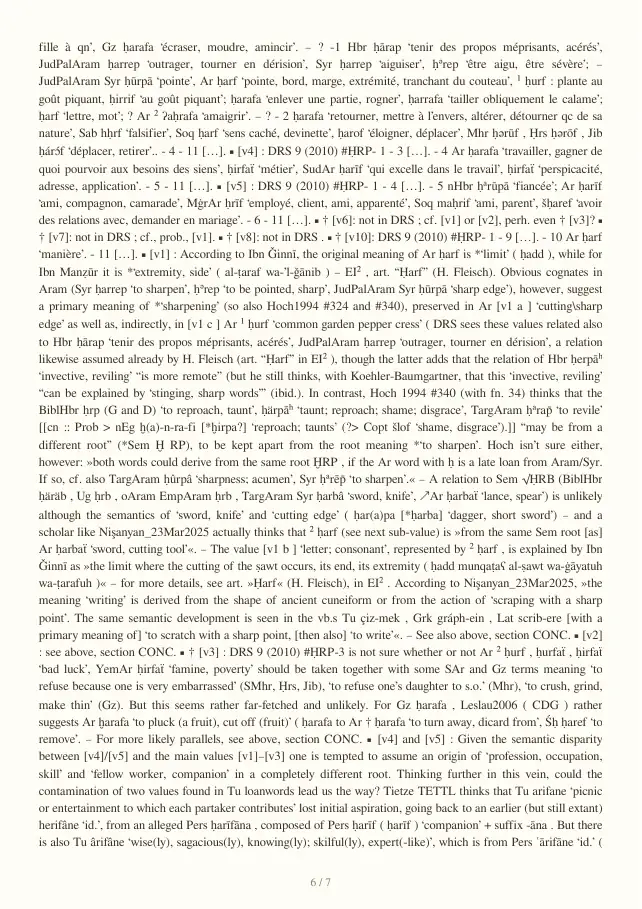 fille à qn’, Gz ḥarafa ‘écraser, moudre, amincir’. – ? -1 Hbr ḥārap ‘tenir des propos méprisants, acérés’,
JudPalAram ḥarrep ‘outrager, tourner en dérision’, Syr ḥarrep ‘aiguiser’, ḥᵃrep ‘être aigu, être sévère’; –
JudPalAram Syr ḥūrpā ‘pointe’, Ar ḥarf ‘pointe, bord, marge, extrémité, tranchant du couteau’, ¹ ḥurf : plante au
goût piquant, ḥirrif ‘au goût piquant’; ḥarafa ‘enlever une partie, rogner’, ḥarrafa ‘tailler obliquement le calame’;
ḥarf ‘lettre, mot’; ? Ar ² ʔaḥrafa ‘amaigrir’. – ? - 2 ḥarafa ‘retourner, mettre à l'envers, altérer, détourner qc de sa
nature’, Sab hḥrf ‘falsifier’, Soq ḥarf ‘sens caché, devinette’, ḥarof ‘éloigner, déplacer’, Mhr ḥərūf , Ḥrs ḥərōf , Jib
ḥáróf ‘déplacer, retirer’.. - 4 - 11 […]. ▪ [v4] : DRS 9 (2010) #ḤRP- 1 - 3 […]. - 4 Ar ḥarafa ‘travailler, gagner de
quoi pourvoir aux besoins des siens’, ḥirfaẗ ‘métier’, SudAr ḥarīf ‘qui excelle dans le travail’, ḥirfaẗ ‘perspicacité,
adresse, application’. - 5 - 11 […]. ▪ [v5] : DRS 9 (2010) #ḤRP- 1 - 4 […]. - 5 nHbr ḥᵃrūpā ‘fiancée’; Ar ḥarīf
‘ami, compagnon, camarade’, MġrAr ḥrīf ‘employé, client, ami, apparenté’, Soq maḥrif ‘ami, parent’, šḥaref ‘avoir
des relations avec, demander en mariage’. - 6 - 11 […]. ▪ † [v6]: not in DRS ; cf. [v1] or [v2], perh. even † [v3]? ▪
† [v7]: not in DRS ; cf., prob., [v1]. ▪ † [v8]: not in DRS . ▪ † [v10]: DRS 9 (2010) #ḤRP- 1 - 9 […]. - 10 Ar ḥarf
‘manière’. - 11 […]. ▪ [v1] : According to Ibn Ǧinnī, the original meaning of Ar ḥarf is *‘limit’ ( ḥadd ), while for
Ibn Manẓūr it is *‘extremity, side’ ( al-ṭaraf wa-'l-ǧānib ) – EI² , art. “Ḥarf” (H. Fleisch). Obvious cognates in
Aram (Syr ḥarrep ‘to sharpen’, ḥᵃrep ‘to be pointed, sharp’, JudPalAram Syr ḥūrpā ‘sharp edge’), however, suggest
a primary meaning of *‘sharpening’ (so also Hoch1994 #324 and #340), preserved in Ar [v1 a ] ‘cutting\sharp
edge’ as well as, indirectly, in [v1 c ] Ar ¹ ḥurf ‘common garden pepper cress’ ( DRS sees these values related also
to Hbr ḥārap ‘tenir des propos méprisants, acérés’, JudPalAram ḥarrep ‘outrager, tourner en dérision’, a relation
likewise assumed already by H. Fleisch (art. “Ḥarf” in EI² ), though the latter adds that the relation of Hbr ḥerpāʰ
‘invective, reviling’ “is more remote” (but he still thinks, with Koehler-Baumgartner, that this ‘invective, reviling’
“can be explained by ‘stinging, sharp words’” (ibid.). In contrast, Hoch 1994 #340 (with fn. 34) thinks that the
BiblHbr ḥrp (G and D) ‘to reproach, taunt’, ḥärpāʰ ‘taunt; reproach; shame; disgrace’, TargAram ḥᵃrap̄ ‘to revile’
[[cn :: Prob > nEg ḫ(a)-n-ra-fi [*ḫirpa?] ‘reproach; taunts’ (?> Copt šlof ‘shame, disgrace’).]] “may be from a
different root” (*Sem Ḫ RP), to be kept apart from the root meaning *‘to sharpen’. Hoch isn't sure either,
however: »both words could derive from the same root ḤRP , if the Ar word with ḥ is a late loan from Aram/Syr.
If so, cf. also TargAram ḥûrpâ ‘sharpness; acumen’, Syr ḥᵃrēp̄ ‘to sharpen’.« – A relation to Sem √ḤRB (BiblHbr
ḥäräb , Ug ḥrb , oAram EmpAram ḥrb , TargAram Syr ḥarbâ ‘sword, knife’, ↗Ar ḥarbaẗ ‘lance, spear’) is unlikely
although the semantics of ‘sword, knife’ and ‘cutting edge’ ( ḥar(a)pa [*ḥarba] ‘dagger, short sword’) – and a
scholar like Nişanyan_23Mar2025 actually thinks that ² ḥarf (see next sub-value) is »from the same Sem root [as]
Ar ḥarbaẗ ‘sword, cutting tool’«. – The value [v1 b ] ‘letter; consonant’, represented by ² ḥarf , is explained by Ibn
Ǧinnī as »the limit where the cutting of the ṣawt occurs, its end, its extremity ( ḥadd munqaṭaʕ al-ṣawt wa-ġāyatuh
wa-ṭarafuh )« – for more details, see art. »Ḥarf« (H. Fleisch), in EI² . According to Nişanyan_23Mar2025, »the
meaning ‘writing’ is derived from the shape of ancient cuneiform or from the action of ‘scraping with a sharp
point’. The same semantic development is seen in the vb.s Tu çiz-mek , Grk gráph-ein , Lat scrib-ere [with a
primary meaning of] ‘to scratch with a sharp point, [then also] ‘to write’«. – See also above, section CONC. ▪ [v2]
: see above, section CONC. ▪ † [v3] : DRS 9 (2010) #ḤRP-3 is not sure whether or not Ar ² ḥurf , ḥurfaẗ , ḥirfaẗ
‘bad luck’, YemAr ḥirfaẗ ‘famine, poverty’ should be taken together with some SAr and Gz terms meaning ‘to
refuse because one is very embarrassed’ (SMhr, Ḥrs, Jib), ‘to refuse one's daughter to s.o.’ (Mhr), ‘to crush, grind,
make thin’ (Gz). But this seems rather far-fetched and unlikely. For Gz ḥarafa , Leslau2006 ( CDG ) rather
suggests Ar ḫarafa ‘to pluck (a fruit), cut off (fruit)’ ( ḥarafa to Ar † ḥarafa ‘to turn away, dicard from’, Śḥ ḥaref ‘to
remove’. – For more likely parallels, see above, section CONC. ▪ [v4] and [v5] : Given the semantic disparity
between [v4]/[v5] and the main values [v1]–[v3] one is tempted to assume an origin of ‘profession, occupation,
skill’ and ‘fellow worker, companion’ in a completely different root. Thinking further in this vein, could the
contamination of two values found in Tu loanwords lead us the way? Tietze TETTL thinks that Tu arifane ‘picnic
or entertainment to which each partaker contributes’ lost initial aspiration, going back to an earlier (but still extant)
herifâne ‘id.’, from an alleged Pers ḥarīfāna , composed of Pers ḥarīf ( ḥarīf ) ‘companion’ + suffix -āna . But there
is also Tu ârifâne ‘wise(ly), sagacious(ly), knowing(ly); skilful(ly), expert(-like)’, which is from Pers ʿārifāne ‘id.’ (
6 / 7